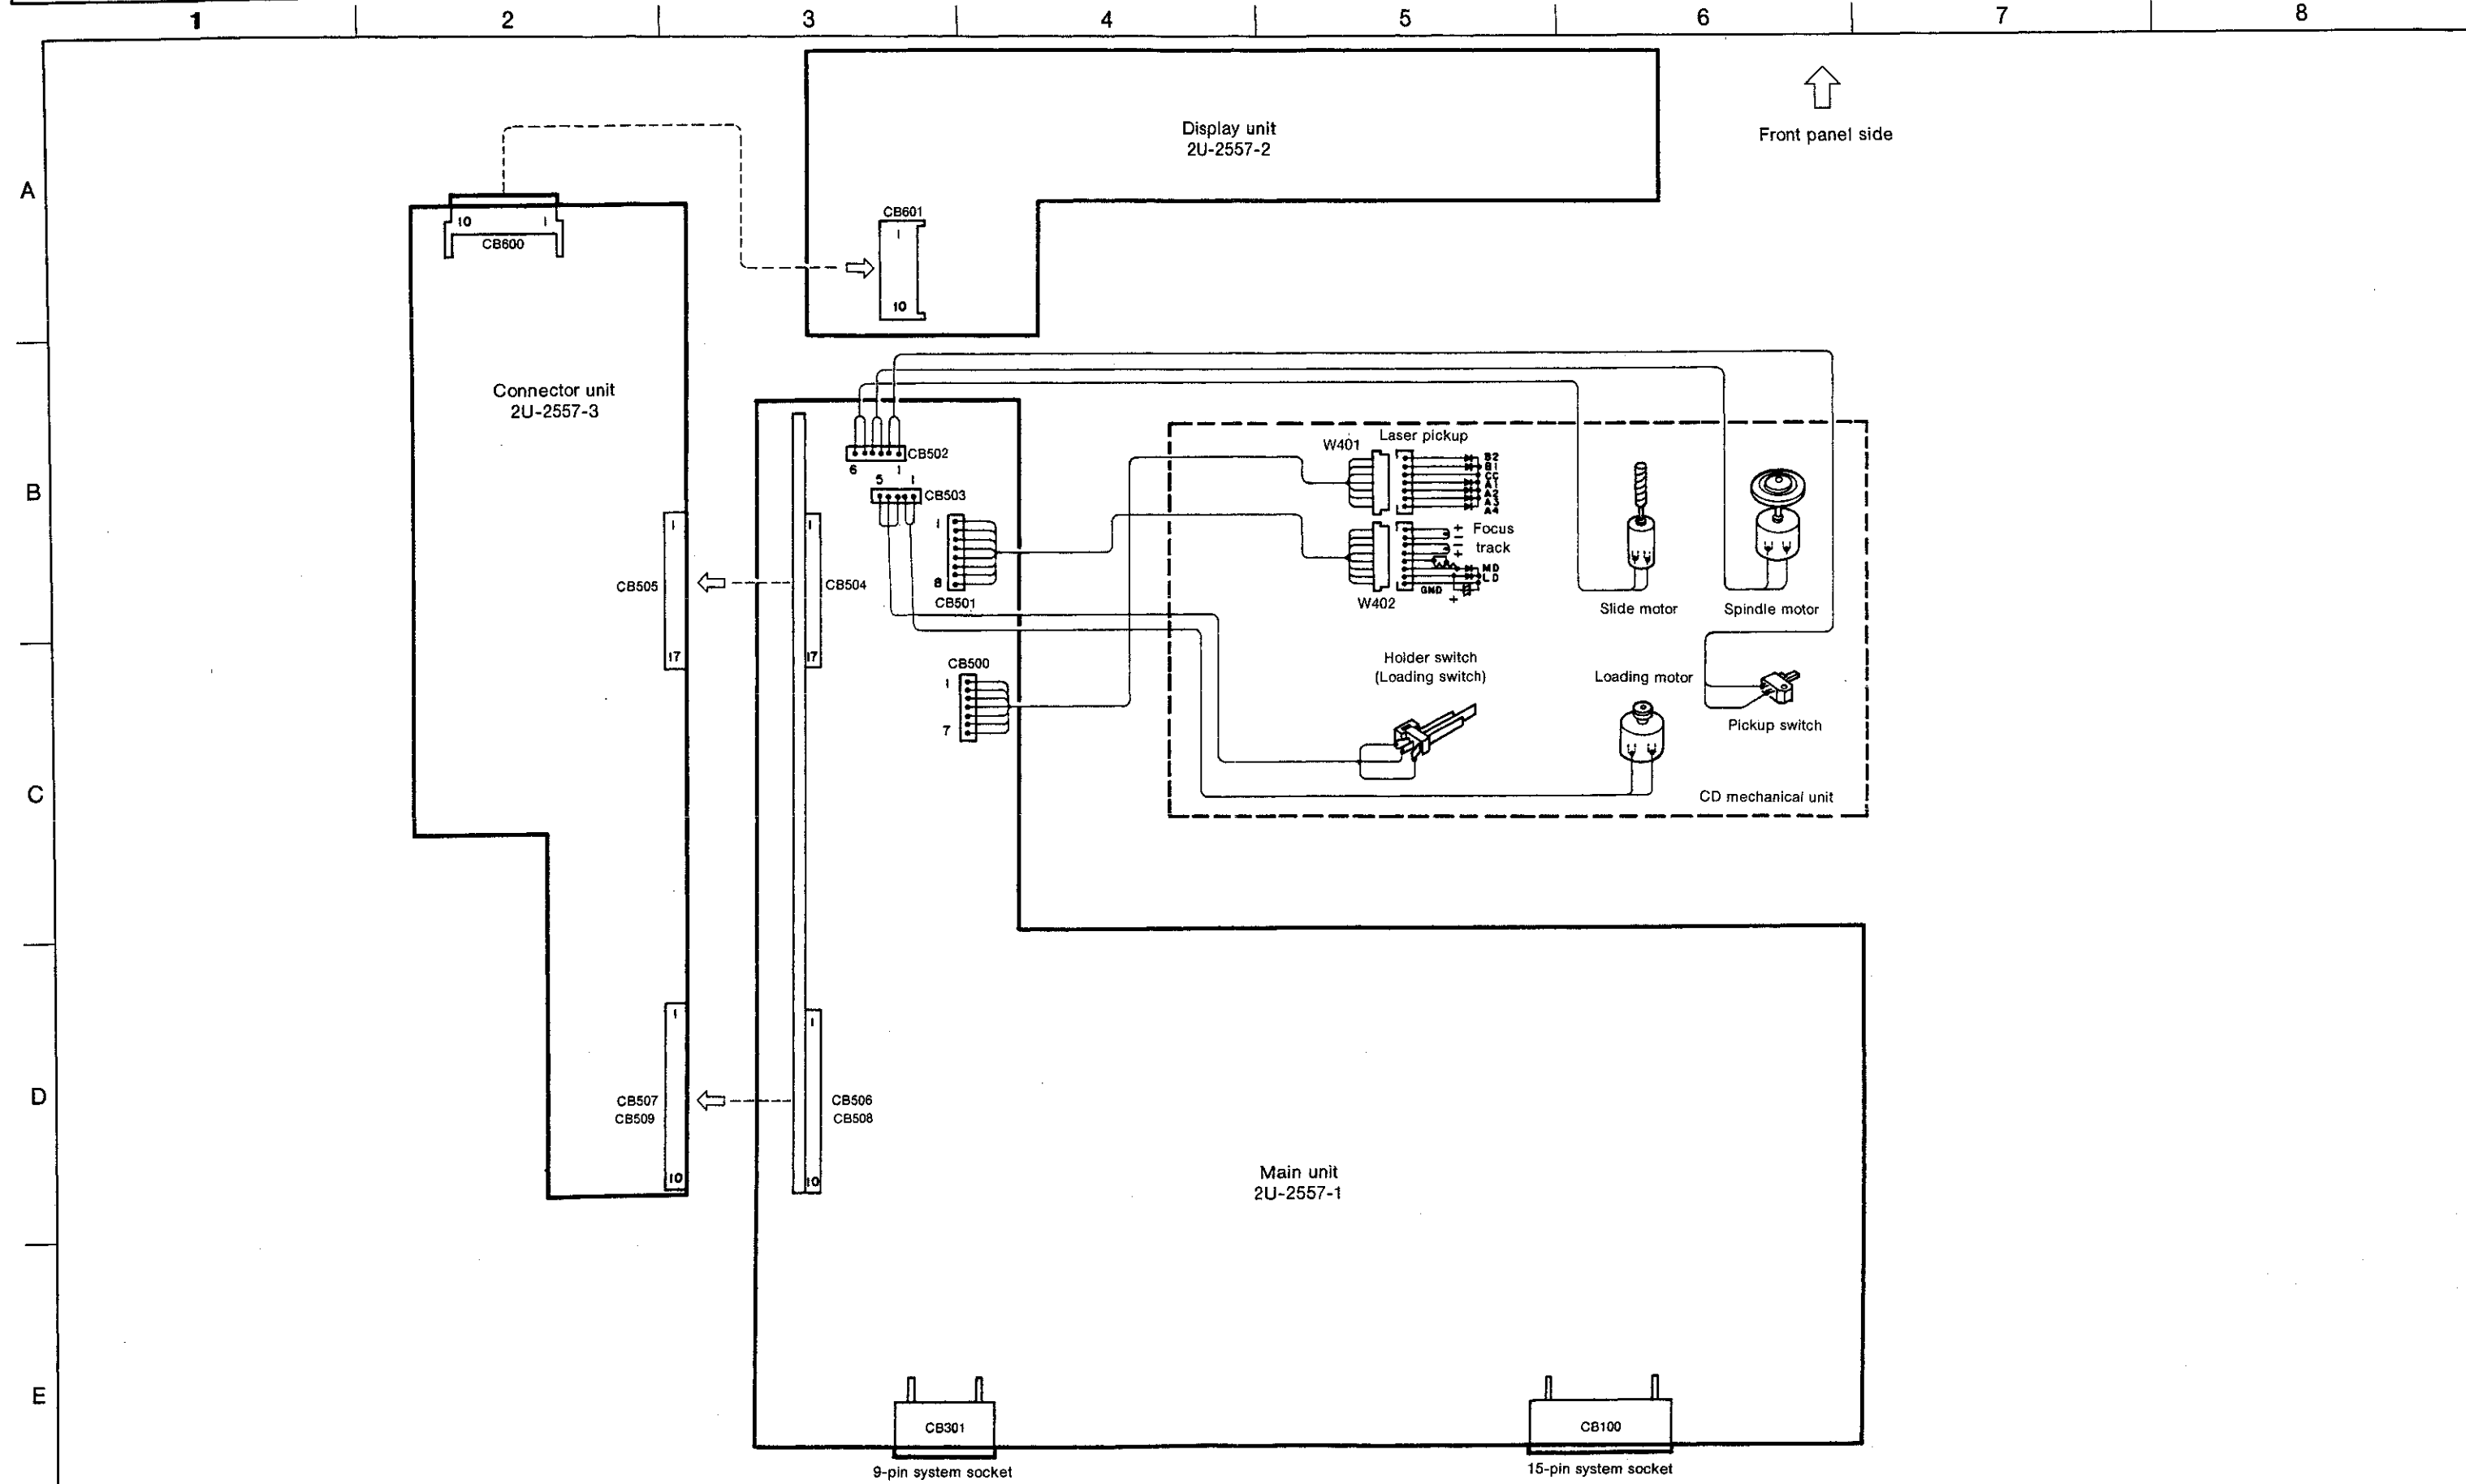 1 2 3 4 5 6 7 8
A
B
C
D
E
Display unit
2U-2557-2
Front panel side
CB601
1
10
10 1
CB600
Connector unit
2U-2557-3
CB502
6 1
5 1
CB503
1
8
CB501
CB500
1
7
1
CB505
17
1
CB504
17
W401
Laser pickup
B2
B1
CC
A1
A2
A3
A4
+ Focus
−
− track
+
MD
LD
GND
+
W402
Slide motor
Spindle motor
Holder switch
(Loading switch)
Loading motor
Pickup switch
CD mechanical unit
1
CB507
CB509
10
1
CB506
CB508
10
Main unit
2U-2557-1
CB301
9-pin system socket
CB100
15-pin system socket